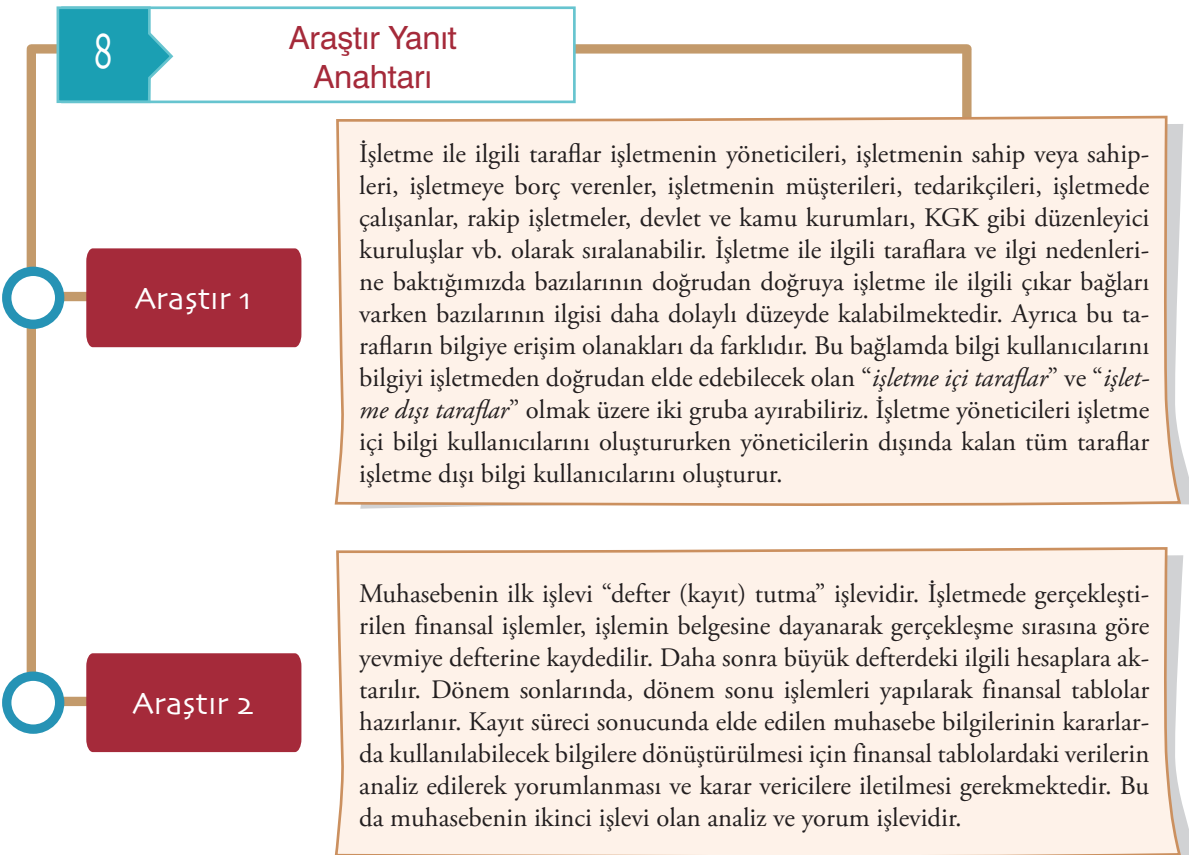 8
Araştır Yanıt
Anahtarı
Araştır 1
İşletme ile ilgili taraflar işletmenin yöneticileri, işletmenin sahip veya sahip-
leri, işletmeye borç verenler, işletmenin müşterileri, tedarikçileri, işletmede
çalışanlar, rakip işletmeler, devlet ve kamu kurumları, KGK gibi düzenleyici
kuruluşlar vb. olarak sıralanabilir. İşletme ile ilgili taraflara ve ilgi nedenleri-
ne baktığımızda bazılarının doğrudan doğruya işletme ile ilgili çıkar bağları
varken bazılarının ilgisi daha dolaylı düzeyde kalabilmektedir. Ayrıca bu ta-
rafların bilgiye erişim olanakları da farklıdır. Bu bağlamda bilgi kullanıcılarını
bilgiyi işletmeden doğrudan elde edebilecek olan “işletme içi taraflar” ve “işlet-
me dışı taraflar” olmak üzere iki gruba ayırabiliriz. İşletme yöneticileri işletme
içi bilgi kullanıcılarını oluştururken yöneticilerin dışında kalan tüm taraflar
işletme dışı bilgi kullanıcılarını oluşturur.
Araştır 2
Muhasebenin ilk işlevi “defter (kayıt) tutma” işlevidir. İşletmede gerçekleşti-
rilen finansal işlemler, işlemin belgesine dayanarak gerçekleşme sırasına göre
yevmiye defterine kaydedilir. Daha sonra büyük defterdeki ilgili hesaplara ak-
tarılır. Dönem sonlarında, dönem sonu işlemleri yapılarak finansal tablolar
hazırlanır. Kayıt süreci sonucunda elde edilen muhasebe bilgilerinin kararlar-
da kullanılabilecek bilgilere dönüştürülmesi için finansal tablolardaki verilerin
analiz edilerek yorumlanması ve karar vericilere iletilmesi gerekmektedir. Bu
da muhasebenin ikinci işlevi olan analiz ve yorum işlevidir.